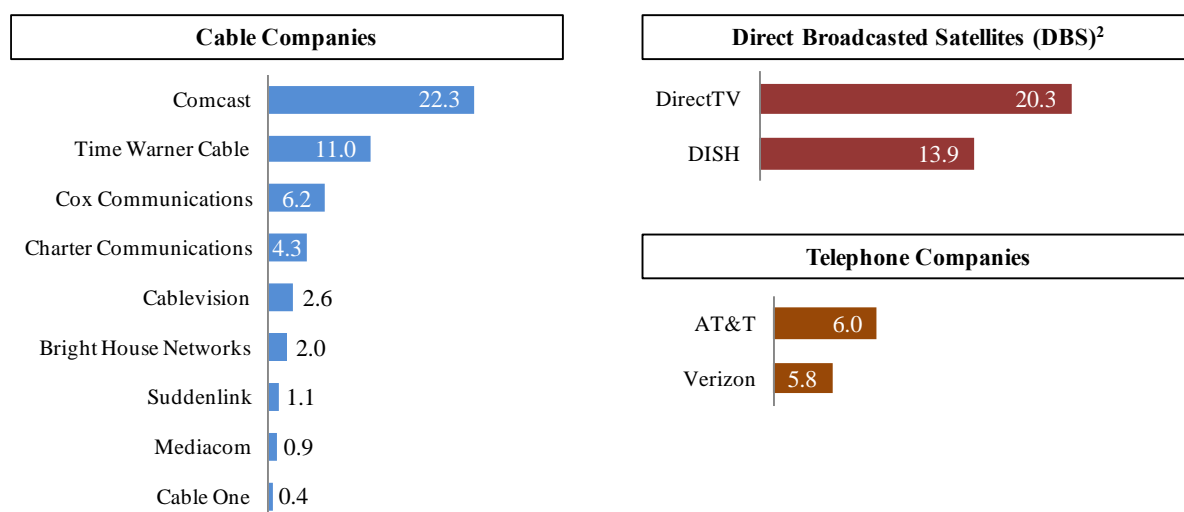 Cable Companies
Comcast 22.3
Time Warner Cable 11.0
Cox Communications 6.2
Charter Communications 4.3
Cablevision 2.6
Bright House Networks 2.0
Suddenlink 1.1
Mediacom 0.9
Cable One 0.4
Direct Broadcasted Satellites (DBS)²
DirectTV 20.3
DISH 13.9
Telephone Companies
AT&T 6.0
Verizon 5.8